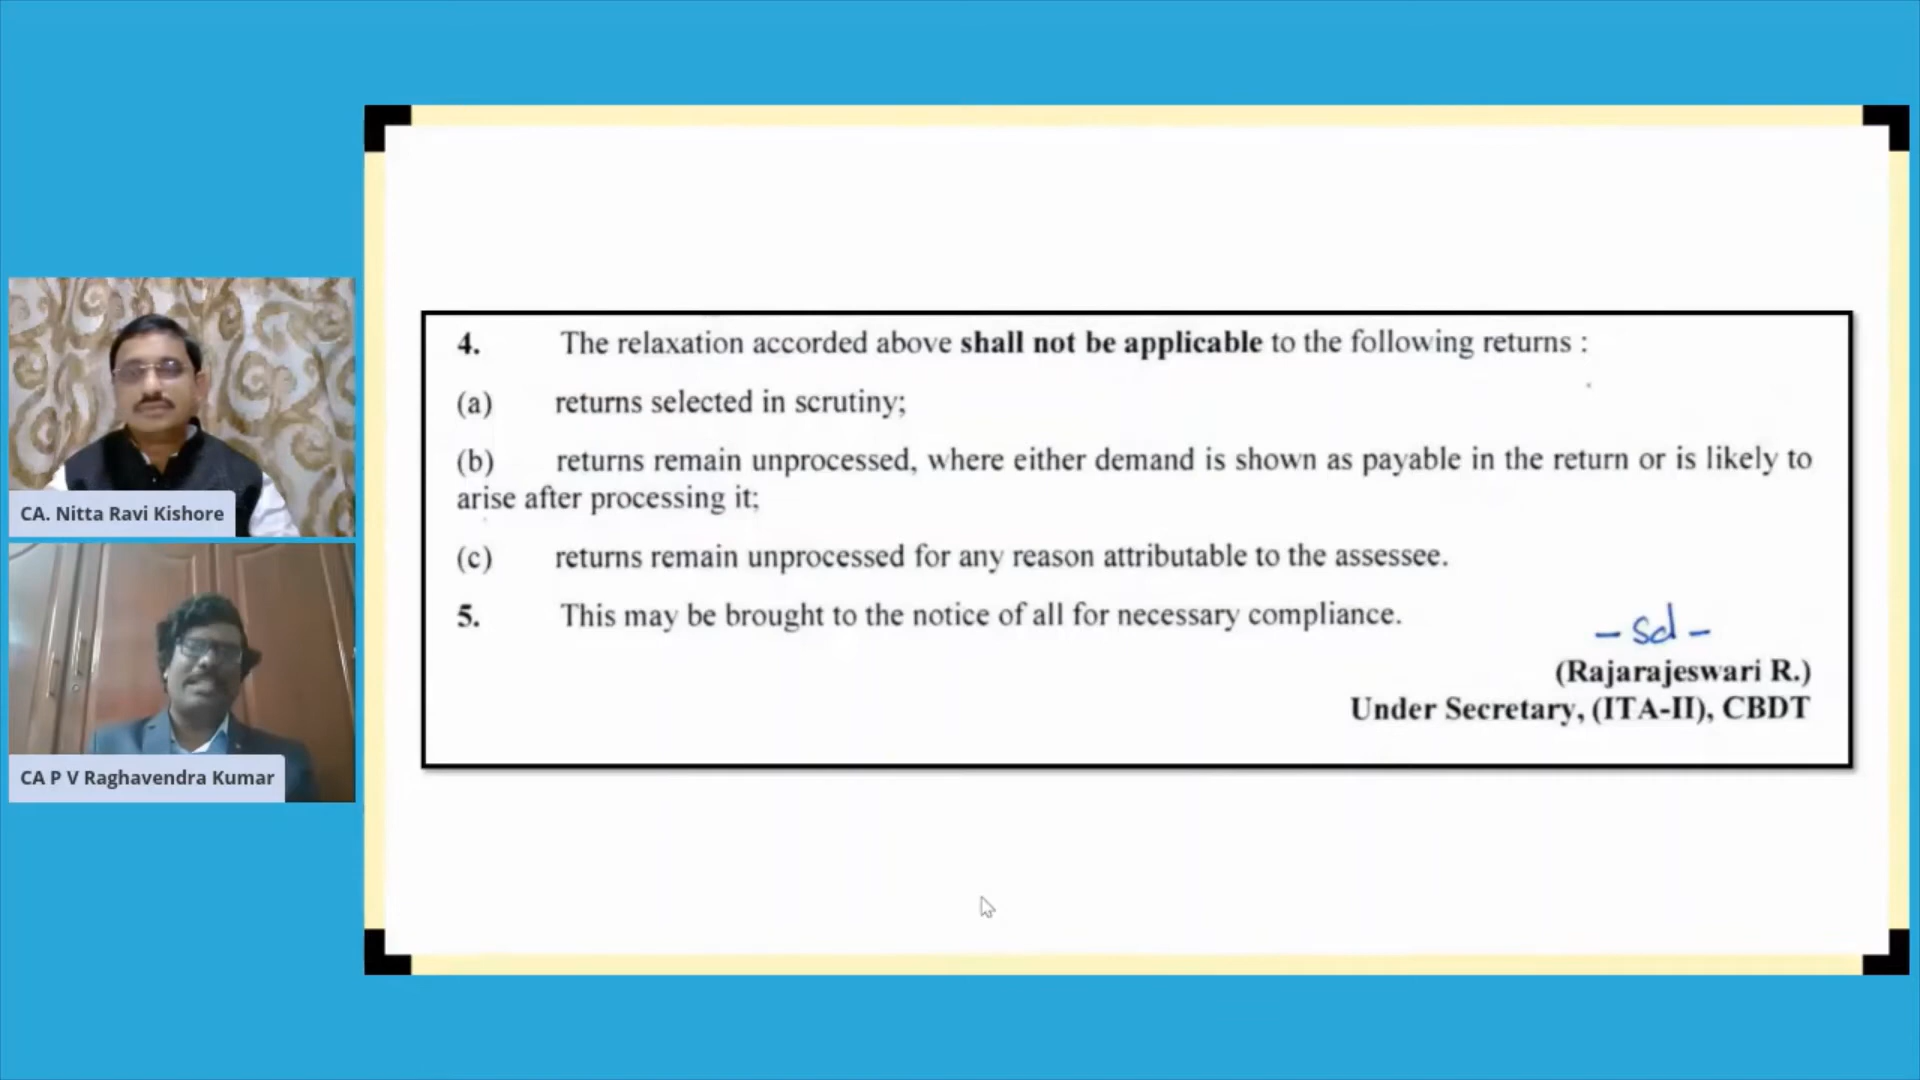 CA. Nitta Ravi Kishore
CA P V Raghavendra Kumar
4. The relaxation accorded above shall not be applicable to the following returns :
(a) returns selected in scrutiny;
(b) returns remain unprocessed, where either demand is shown as payable in the return or is likely to
arise after processing it;
(c) returns remain unprocessed for any reason attributable to the assessee.
5. This may be brought to the notice of all for necessary compliance.
- sd -
(Rajarajeswari R.)
Under Secretary, (ITA-II), CBDT